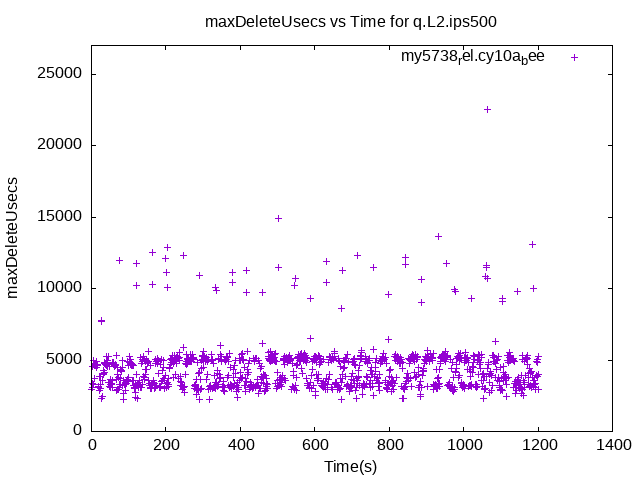 maxDeleteUsecs vs Time for q.L2.ips500
my5738rel.cy10abee
25000
20000
15000
10000
5000
0
maxDeleteUsecs
0 200 400 600 800 1000 1200 1400
Time(s)